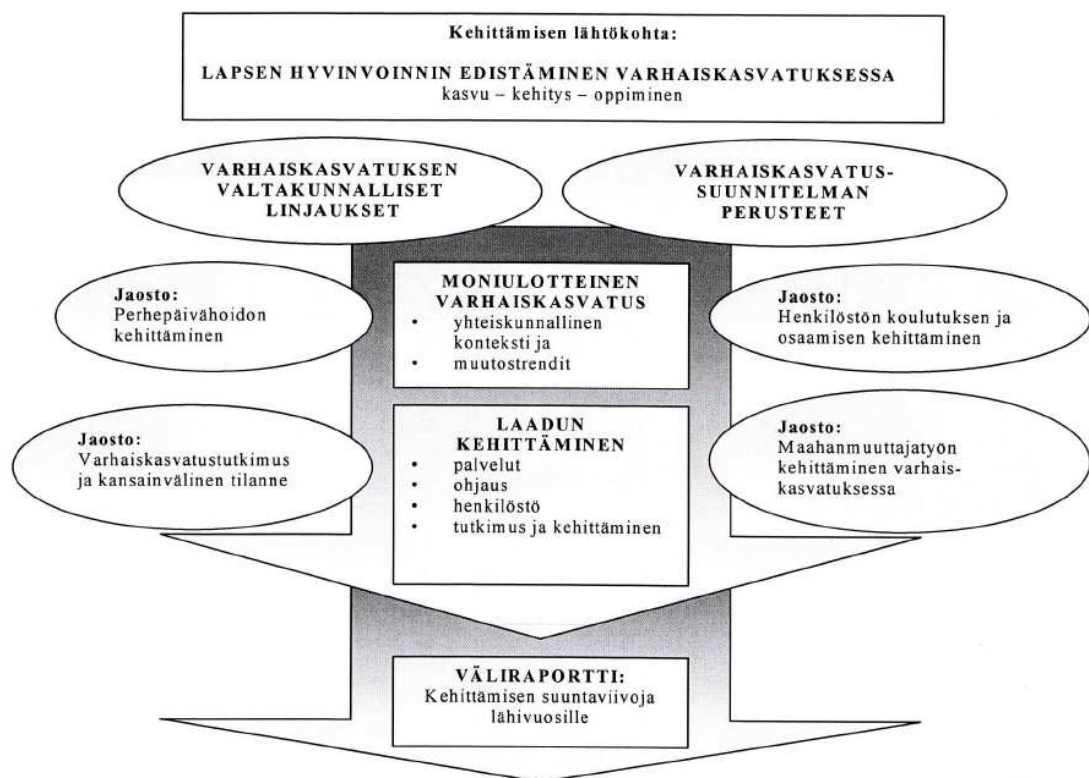 Kehittämisen lähtökohta:
LAPSEN HYVINVOINNIN EDISTÄMINEN VARHAISKASVATUKSESSA
kasvu – kehitys – oppiminen
VARHAISKASVATUKSEN
VALTAKUNNALLISET
LINJAUKSET
VARHAISKASVATUS-
SUUNNITELMAN
PERUSTEET
Jaosto:
Perhepäivähoidon
kehittäminen
MONIULOTTEINEN
VARHAISKASVATUS
• yhteiskunnallinen
konteksti ja
• muutostrendit
Jaosto:
Henkilöstön koulutuksen ja
osaamisen kehittäminen
Jaosto:
Varhaiskasvatustutkimus
ja kansainvälinen tilanne
LAADUN
KEHITTÄMINEN
• palvelut
• ohjaus
• henkilöstö
• tutkimus ja kehittäminen
Jaosto:
Maahanmuuttajatyön
kehittäminen varhais-
kasvatuksessa
VÄLIRAPORTTI:
Kehittämisen suuntaviivoja
lähivuosille